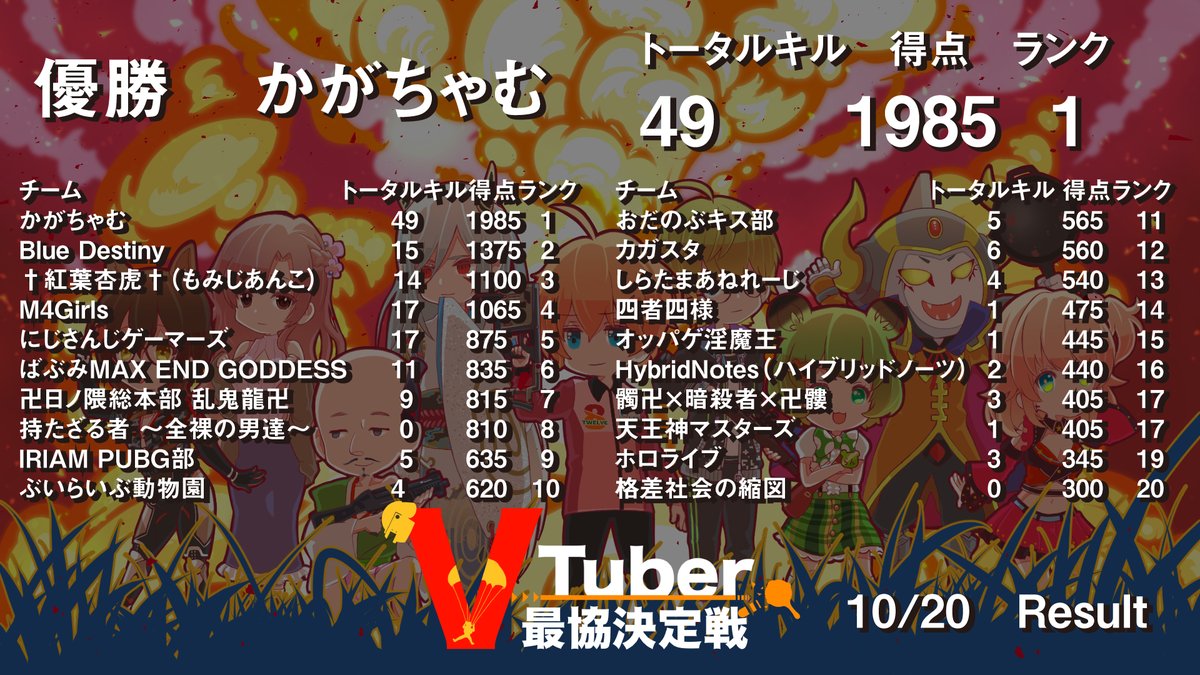 トータルキル 得点 ランク
優勝 かがちゃむ 49 1985 1
チーム トータルキル 得点 ランク
かがちゃむ 49 1985 1
Blue Destiny 15 1375 2
†紅葉杏虎†（もみじあんこ） 14 1100 3
M4Girls 17 1065 4
にじさんじゲーマーズ 17 875 5
ばぶみMAX END GODDESS 11 835 6
卍日ノ隈総本部 乱鬼龍卍 9 815 7
持たざる者 〜全裸の男達〜 0 810 8
IRIAM PUBG部 5 635 9
ぶいらいぶ動物園 4 620 10
チーム トータルキル 得点 ランク
おだのぶキス部 5 565 11
カガスタ 6 560 12
しらたまあねれーじ 4 540 13
四者四様 1 475 14
オッパゲ淫魔王 1 445 15
HybridNotes（ハイブリッドノーツ） 2 440 16
髑卍×暗殺者×卍髏 3 405 17
天王神マスターズ 1 405 17
ホロライブ 3 345 19
格差社会の縮図 0 300 20
TWELVE
VTuber
最協決定戦
10/20 Result